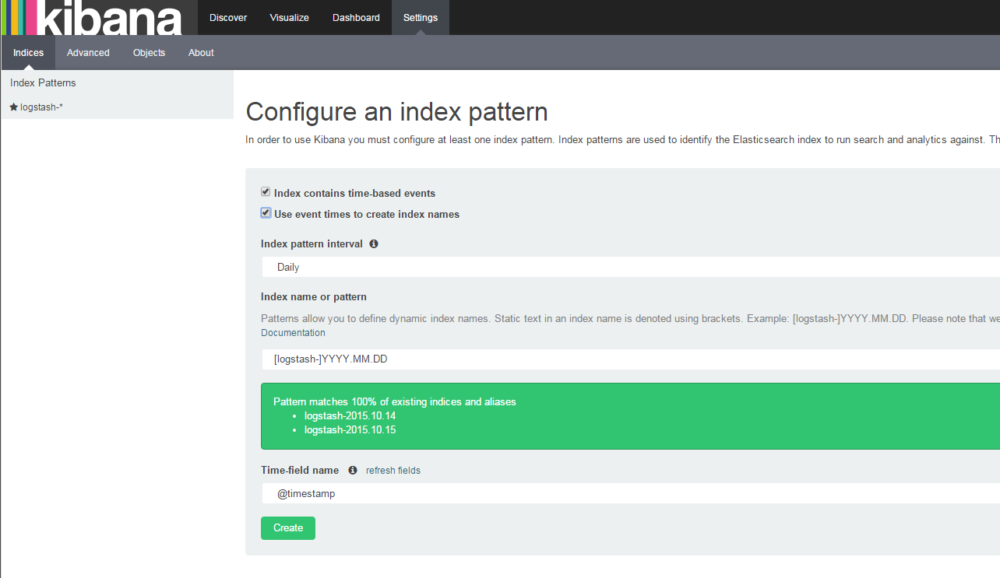 kibana
Discover Visualize Dashboard Settings
Indices Advanced Objects About
Index Patterns
logstash-*
Configure an index pattern
In order to use Kibana you must configure at least one index pattern. Index patterns are used to identify the Elasticsearch index to run search and analytics against. Th
Index contains time-based events
Use event times to create index names
Index pattern interval
Daily
Index name or pattern
Patterns allow you to define dynamic index names. Static text in an index name is denoted using brackets. Example: [logstash-]YYYY.MM.DD. Please note that we
Documentation
[logstash-]YYYY.MM.DD
Pattern matches 100% of existing indices and aliases
logstash-2015.10.14
logstash-2015.10.15
Time-field name refresh fields
@timestamp
Create